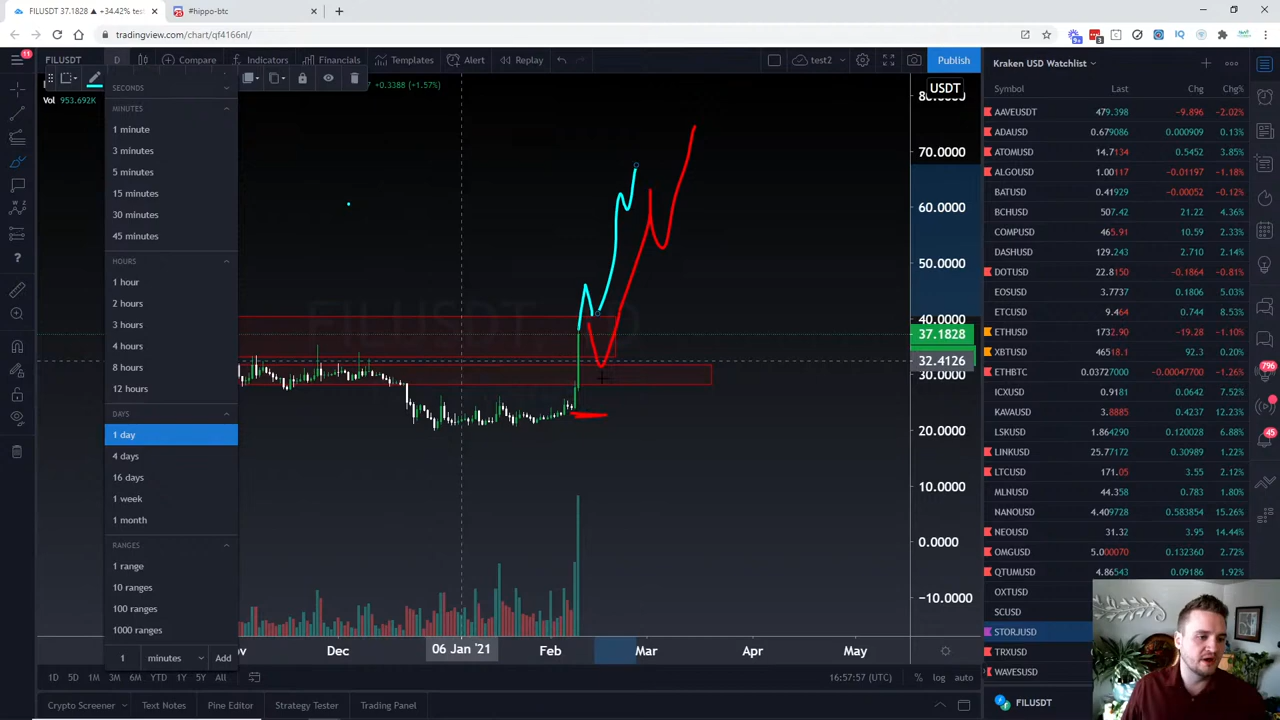 FILUSDT 37.1828 ▲ +34.42% test2
#hippo-btc
tradingview.com/chart/qf4166nl/
11
FILUSDT
D
Compare
Indicators
Financials
Templates
Alert
Replay
test2
Publish
+0.3388 (+1.57%)
Vol 953.692K
USDT
SECONDS
MINUTES
1 minute
3 minutes
5 minutes
15 minutes
30 minutes
45 minutes
HOURS
1 hour
2 hours
3 hours
4 hours
8 hours
12 hours
DAYS
1 day
4 days
16 days
1 week
1 month
RANGES
1 range
10 ranges
100 ranges
1000 ranges
1 minutes Add
80.0000
70.0000
60.0000
50.0000
40.0000
37.1828
32.4126
30.0000
20.0000
10.0000
0.0000
−10.0000
Dec
06 Jan '21
Feb
Mar
Apr
May
1D 5D 1M 3M 6M YTD 1Y 5Y All
16:57:57 (UTC)
% log auto
Crypto Screener
Text Notes
Pine Editor
Strategy Tester
Trading Panel
Kraken USD Watchlist
Symbol Last Chg Chg%
AAVEUSDT 479.398 −9.896 −2.02%
ADAUSD 0.679086 0.000909 0.13%
ATOMUSD 14.7134 0.5452 3.85%
ALGOUSD 1.00117 −0.01197 −1.18%
BATUSD 0.41929 −0.00052 −0.12%
BCHUSD 507.42 21.22 4.36%
COMPUSD 465.91 10.59 2.33%
DASHUSD 129.243 2.710 2.14%
DOTUSD 22.8150 −0.1864 −0.81%
EOSUSD 3.7737 0.1805 5.03%
ETCUSD 9.464 0.744 8.53%
ETHUSD 1732.90 −19.28 −1.10%
XBTUSD 46518.1 92.3 0.20%
ETHBTC 0.03727000 −0.00047000 −1.26%
ICXUSD 0.9181 0.0642 7.52%
KAVAUSD 3.8885 0.4237 12.23%
LSKUSD 1.864290 0.120028 6.88%
LINKUSD 25.77172 0.30989 1.22%
LTCUSD 171.05 3.55 2.12%
MLNUSD 44.358 0.783 1.80%
NANOUSD 4.409728 0.583854 15.26%
NEOUSD 31.32 3.95 14.44%
OMGUSD 5.000070 0.132360 2.72%
QTUMUSD 4.86543 0.09186 1.92%
OXTUSD
SCUSD
STORJUSD
TRXUSD
WAVESUSD
FILUSDT
796
45